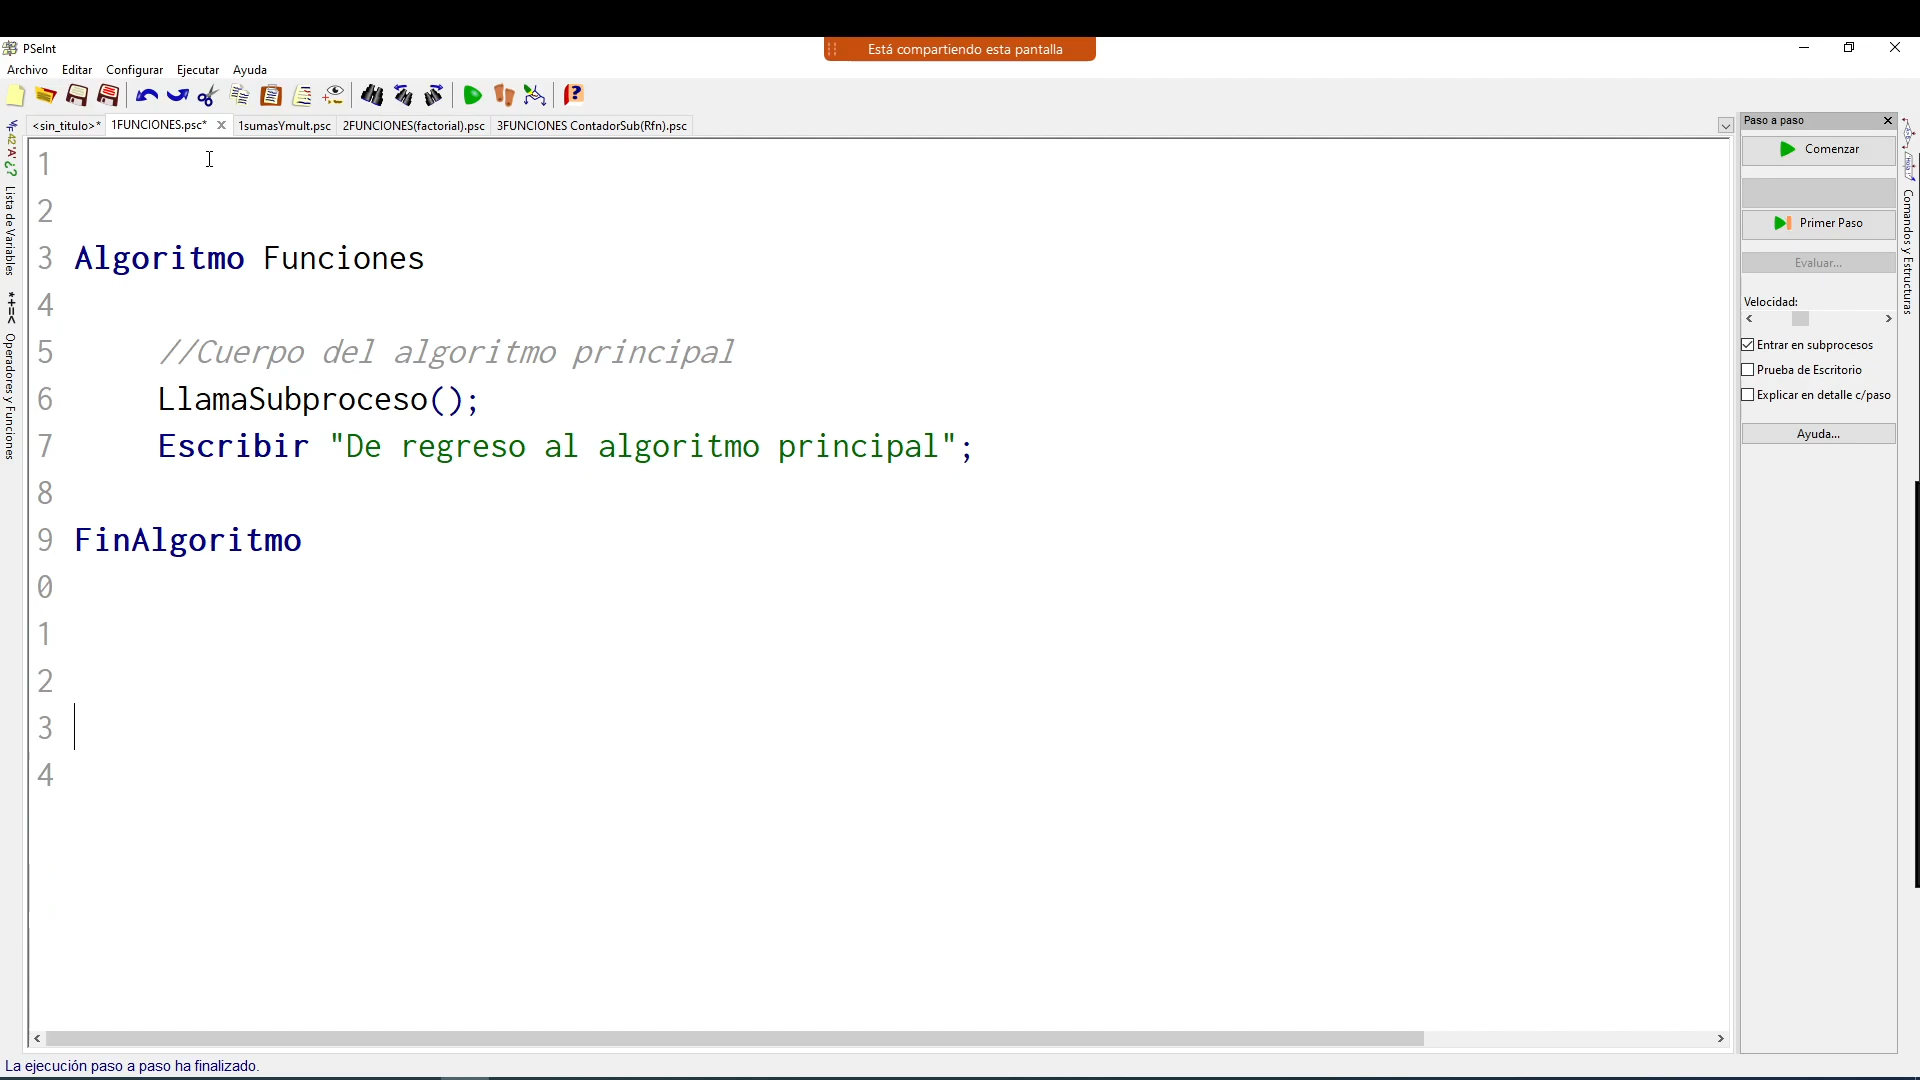 PSeInt
Está compartiendo esta pantalla
Archivo Editar Configurar Ejecutar Ayuda
<sin_titulo>* 1FUNCIONES.psc* 1sumasYmult.psc 2FUNCIONES(factorial).psc 3FUNCIONES ContadorSub(Rfn).psc
1
2
3 Algoritmo Funciones
4
5 //Cuerpo del algoritmo principal
6 LlamaSubproceso();
7 Escribir "De regreso al algoritmo principal";
8
9 FinAlgoritmo
0
1
2
3
4
Lista de Variables
*+=< Operadores y Funciones
Paso a paso
Comenzar
Primer Paso
Evaluar...
Velocidad:
Entrar en subprocesos
Prueba de Escritorio
Explicar en detalle c/paso
Ayuda...
Comandos y Estructuras
La ejecución paso a paso ha finalizado.